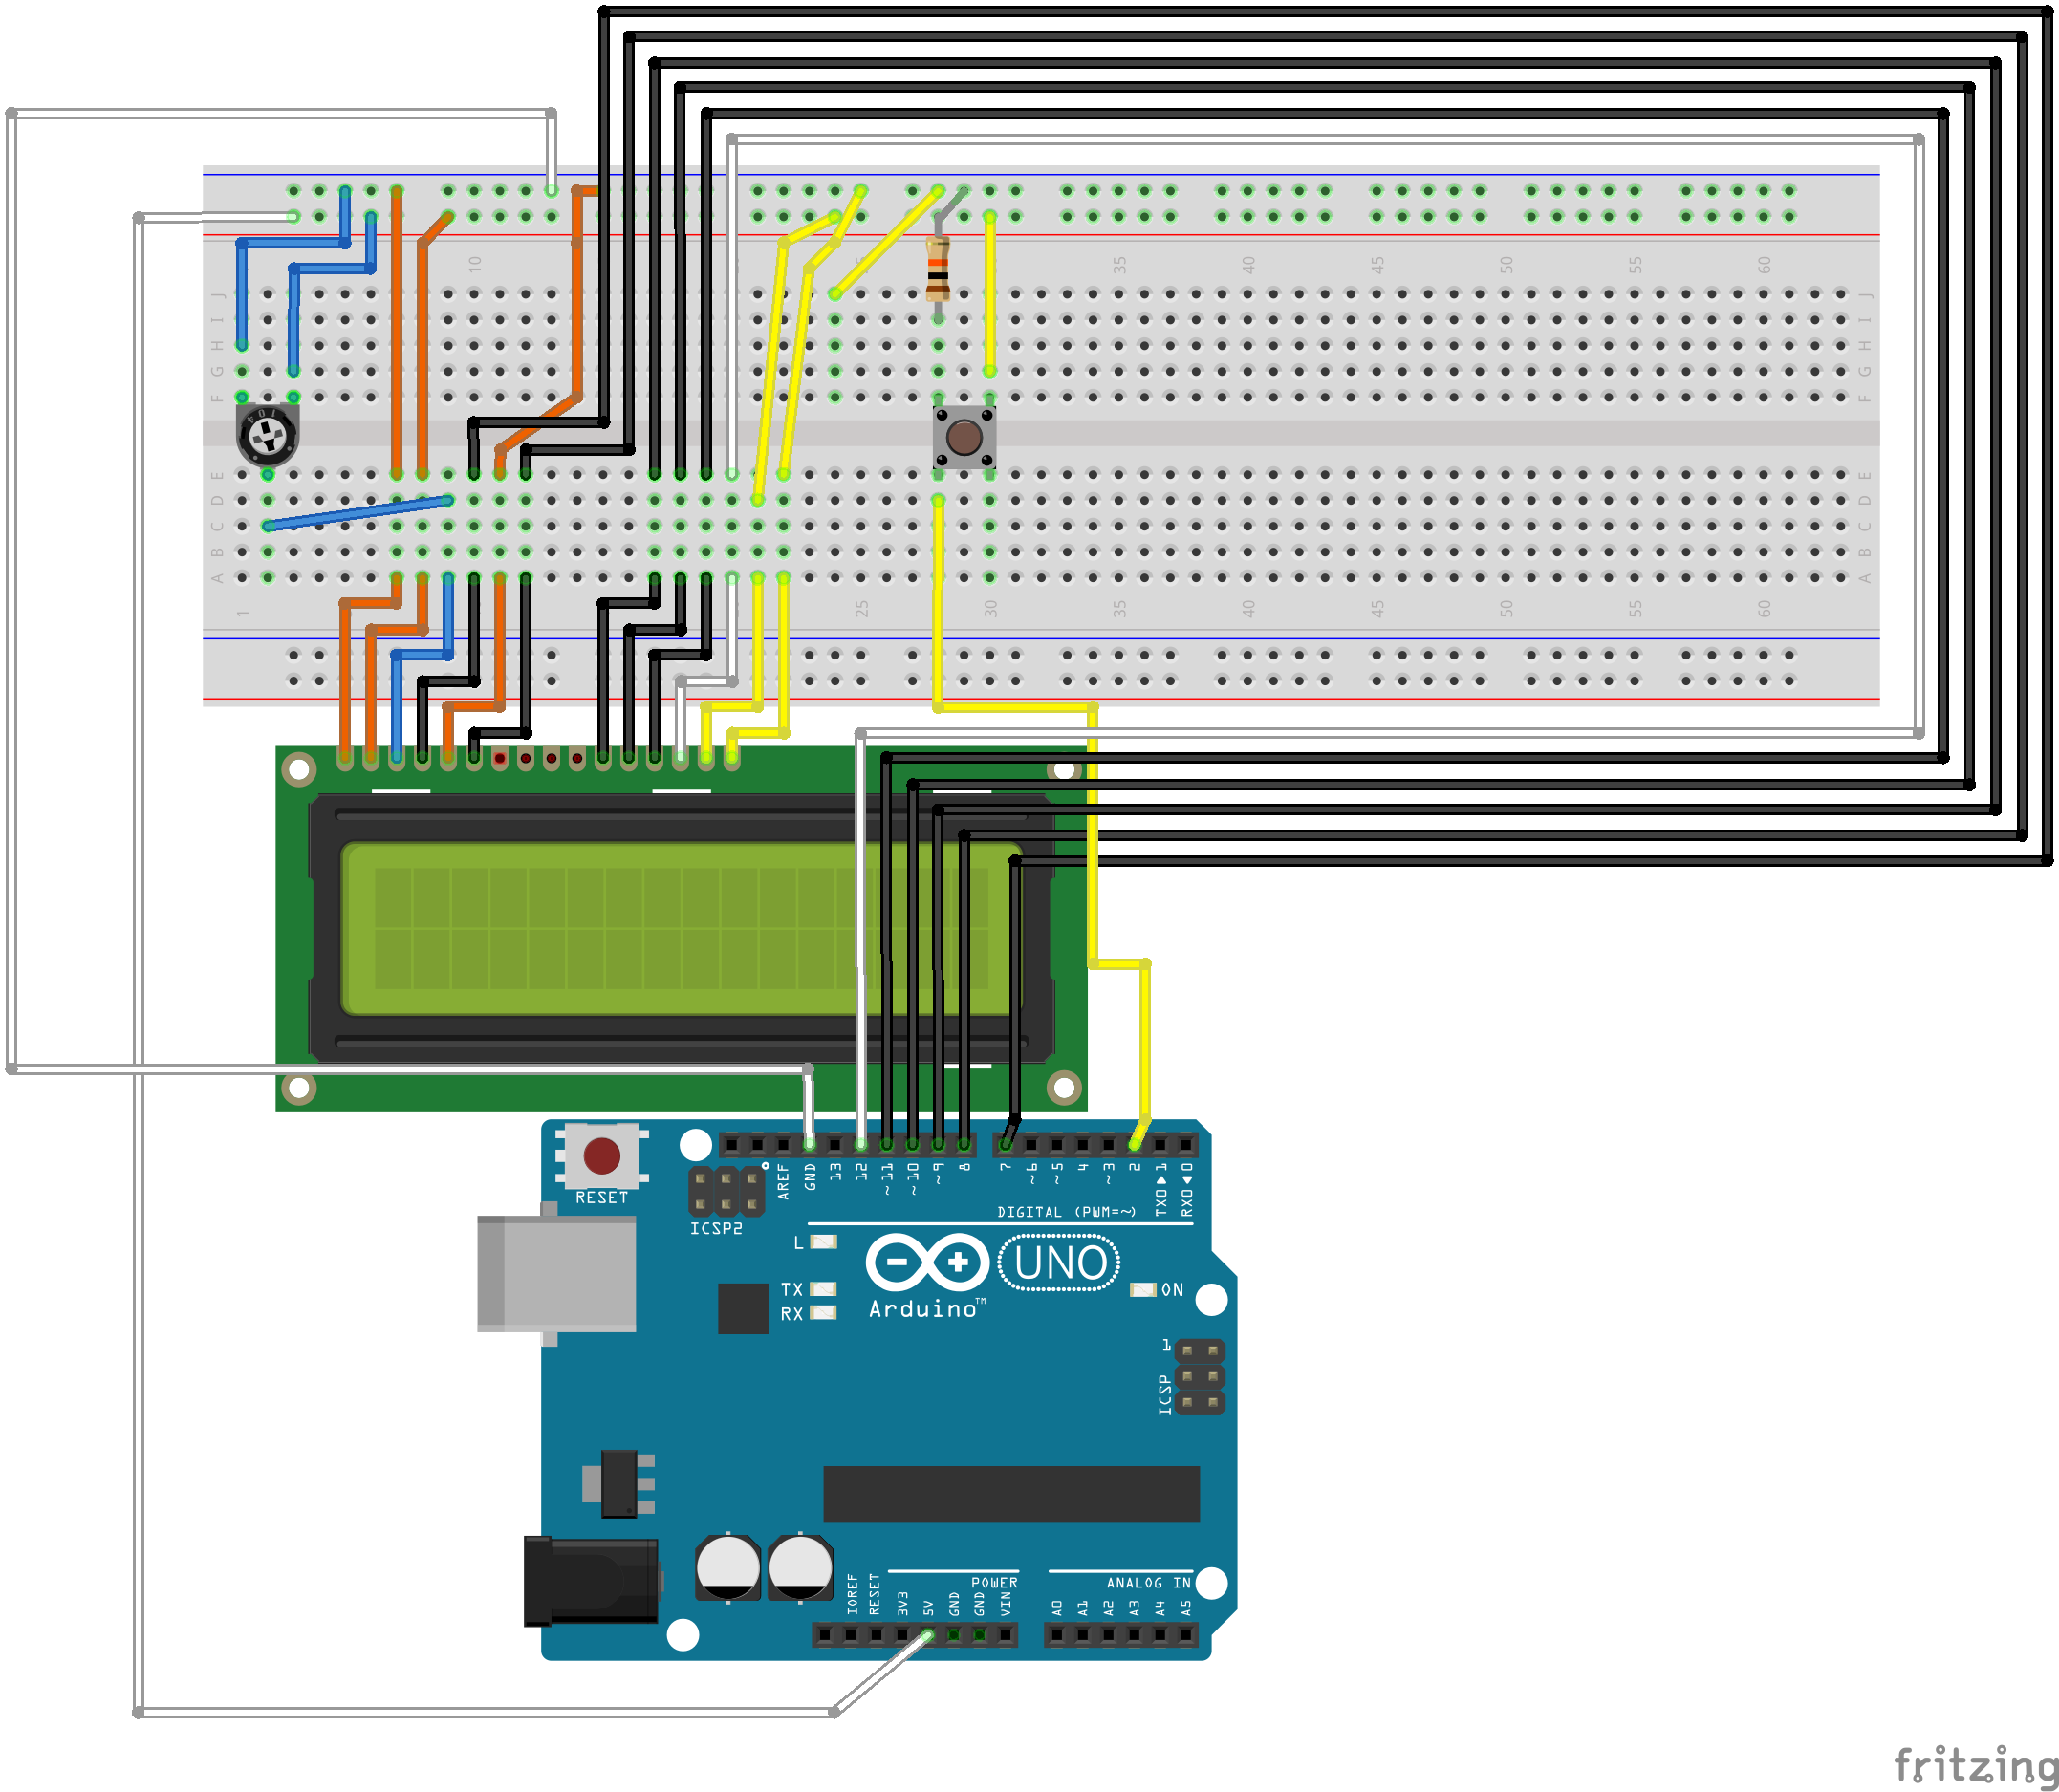 10
J J
I I
H H
G G
F F
E E
D D
C C
B B
A A
35 40 45 50 55 60
1 25 30 35 40 45 50 55 60
RESET
ICSP2
AREF GND 13 12 ~11 ~10 ~9 8 7 ~6 ~5 4 ~3 2 TX0▶1 RX0◀0
DIGITAL (PWM=~)
L
TX
RX
Arduino™
UNO
ON
1
ICSP
IOREF RESET 3V3 5V GND GND VIN
POWER
ANALOG IN
A0 A1 A2 A3 A4 A5
fritzing